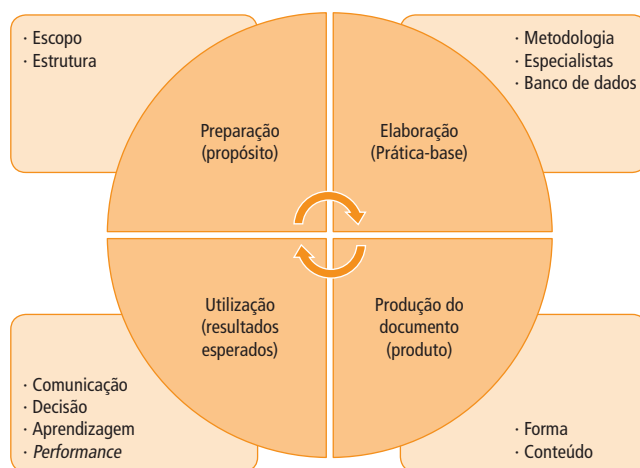 · Escopo
· Estrutura
· Metodologia
· Especialistas
· Banco de dados
Preparação
(propósito)
Elaboração
(Prática-base)
Utilização
(resultados
esperados)
Produção do
documento
(produto)
· Comunicação
· Decisão
· Aprendizagem
· Performance
· Forma
· Conteúdo